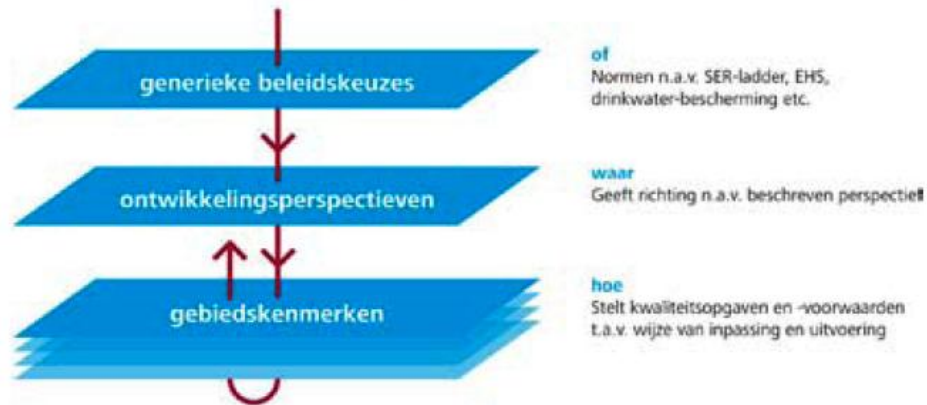 generieke beleidskeuzes
of
Normen n.a.v. SER-ladder, EHS,
drinkwater-bescherming etc.
ontwikkelingsperspectieven
waar
Geeft richting n.a.v. beschreven perspectief
gebiedskenmerken
hoe
Stelt kwaliteitsopgaven en -voorwaarden
t.a.v. wijze van inpassing en uitvoering